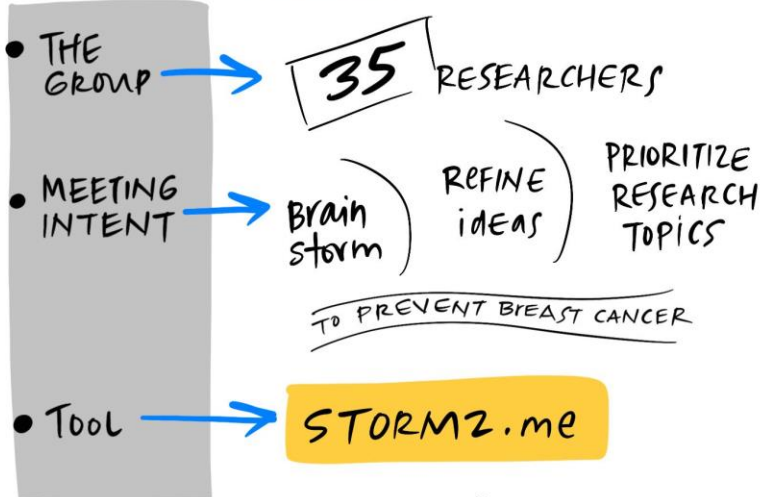 • THE
GROUP
35 RESEARCHERS
• MEETING
INTENT
Brain
storm
REFINE
ideas
PRIORITIZE
RESEARCH
TOPICS
TO PREVENT BREAST CANCER
• TOOL
STORMZ.me